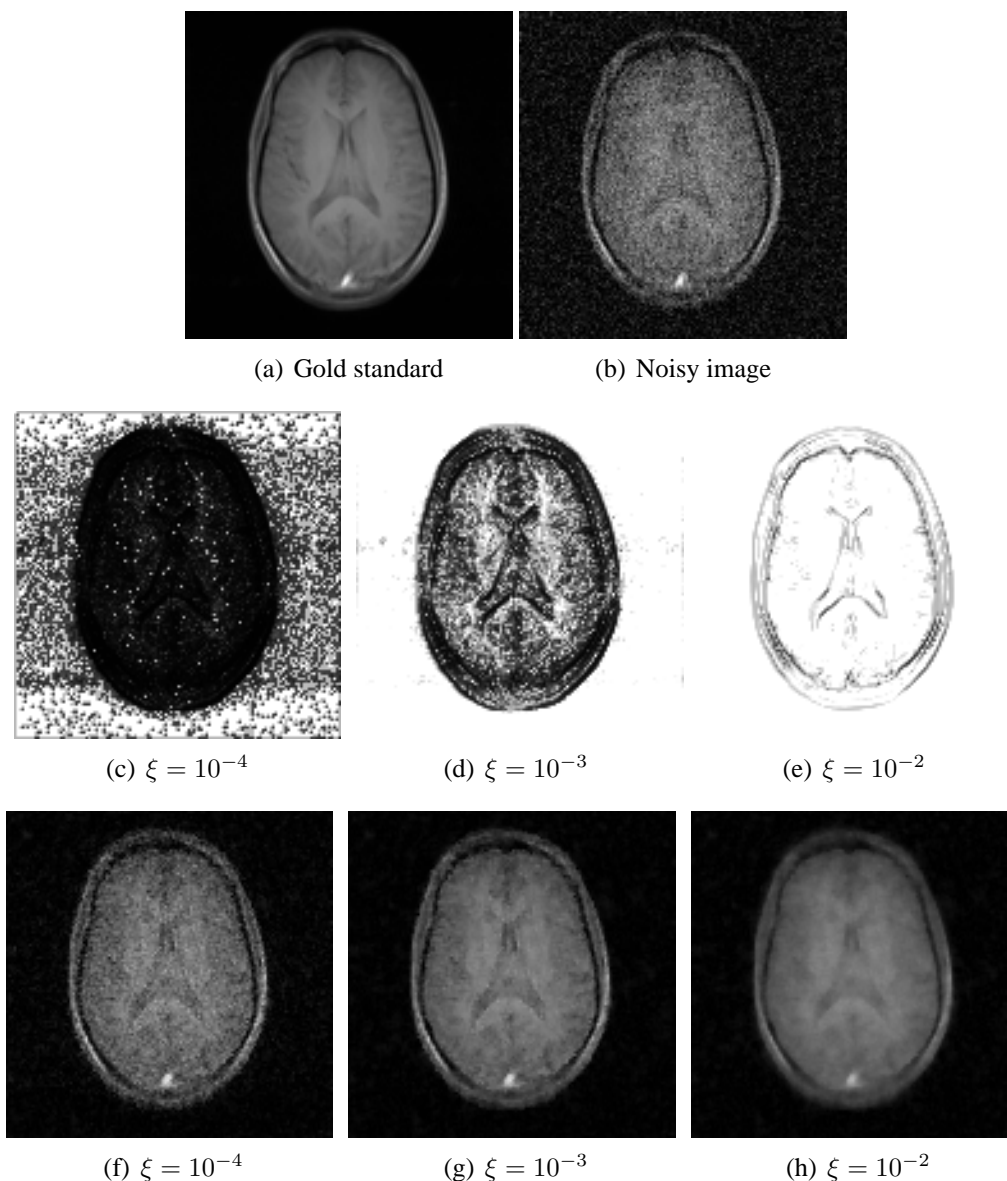 (a) Gold standard
(b) Noisy image
(c) ξ = 10⁻⁴
(d) ξ = 10⁻³
(e) ξ = 10⁻²
(f) ξ = 10⁻⁴
(g) ξ = 10⁻³
(h) ξ = 10⁻²